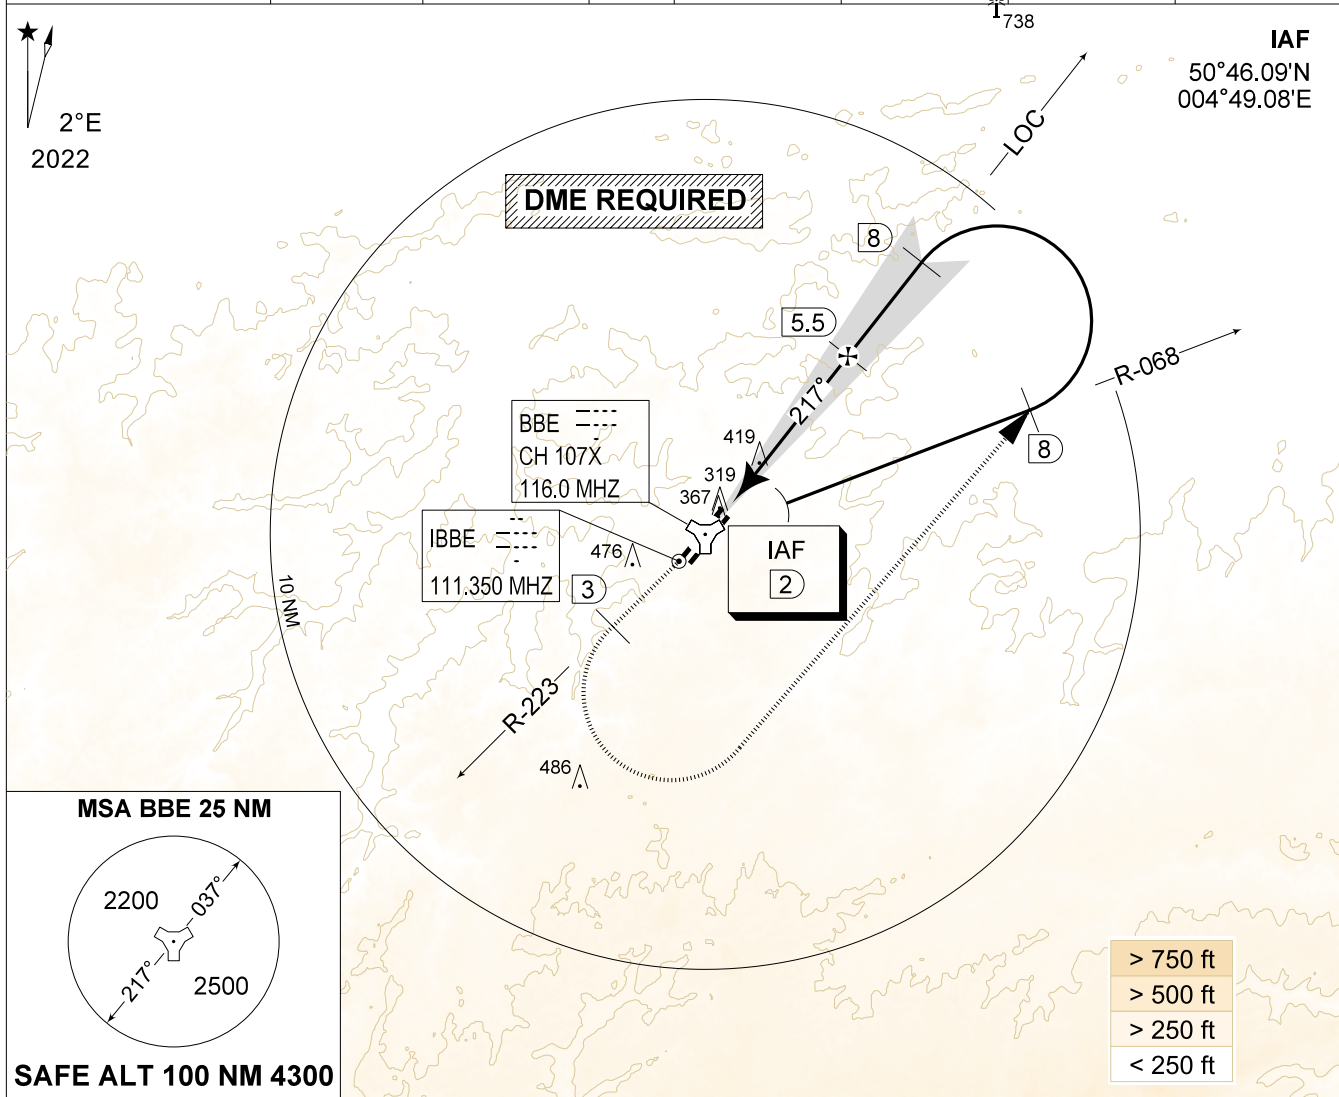 738
IAF
50°46.09'N
004°49.08'E
2°E
2022
LOC
DME REQUIRED
8
5.5
217°
R-068
8
BBE
CH 107X
116.0 MHZ
419
319
367
IBBE
111.350 MHZ
476
3
IAF
2
10 NM
R-223
486
MSA BBE 25 NM
2200
037°
217°
2500
SAFE ALT 100 NM 4300
> 750 ft
> 500 ft
> 250 ft
< 250 ft